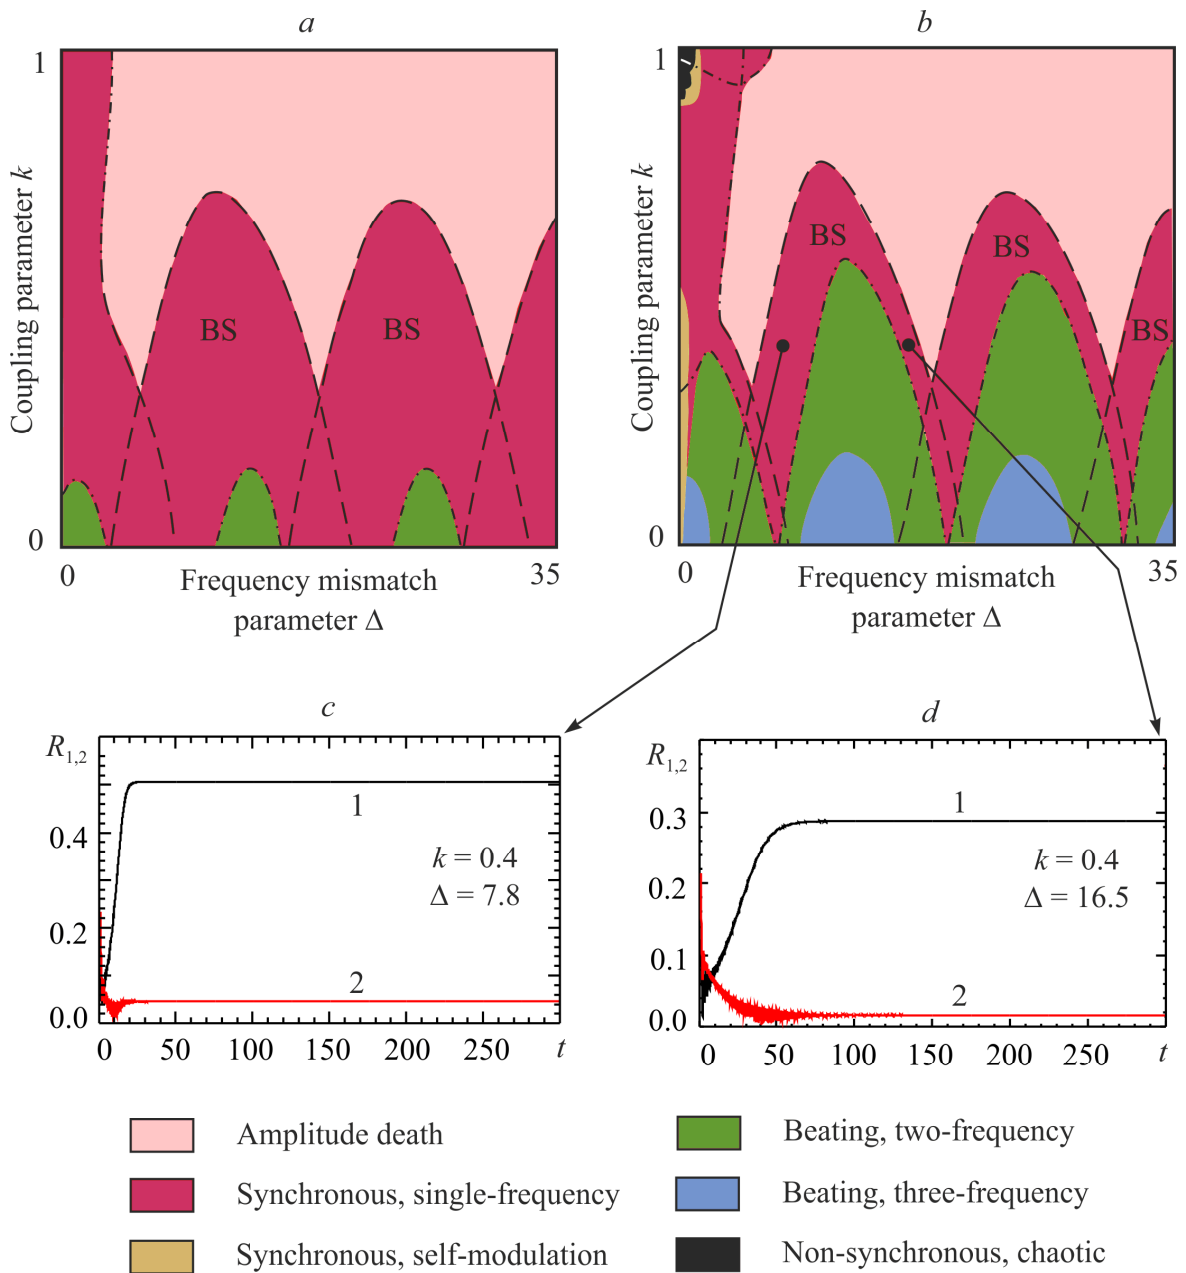 a
b
1
Coupling parameter k
BS
BS
0
0
35
Frequency mismatch
parameter Δ
1
Coupling parameter k
BS
BS
BS
0
0
35
Frequency mismatch
parameter Δ
c
R1,2
0.4
0.2
0.0
1
k = 0.4
Δ = 7.8
2
0
50
100
150
200
250
t
d
R1,2
0.3
0.2
0.1
0.0
1
k = 0.4
Δ = 16.5
2
0
50
100
150
200
250
t
Amplitude death
Synchronous, single-frequency
Synchronous, self-modulation
Beating, two-frequency
Beating, three-frequency
Non-synchronous, chaotic